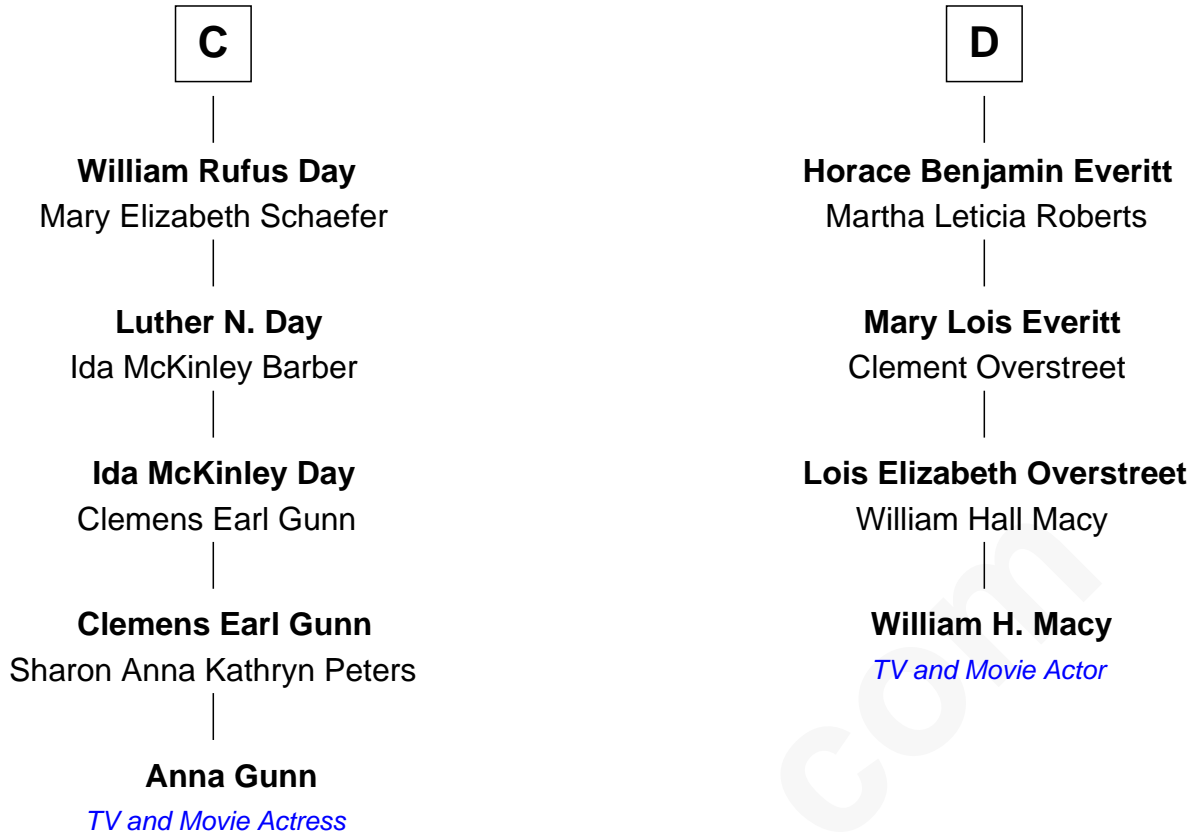 C
William Rufus Day
Mary Elizabeth Schaefer
Luther N. Day
Ida McKinley Barber
Ida McKinley Day
Clemens Earl Gunn
Clemens Earl Gunn
Sharon Anna Kathryn Peters
Anna Gunn
TV and Movie Actress
D
Horace Benjamin Everitt
Martha Leticia Roberts
Mary Lois Everitt
Clement Overstreet
Lois Elizabeth Overstreet
William Hall Macy
William H. Macy
TV and Movie Actor
com